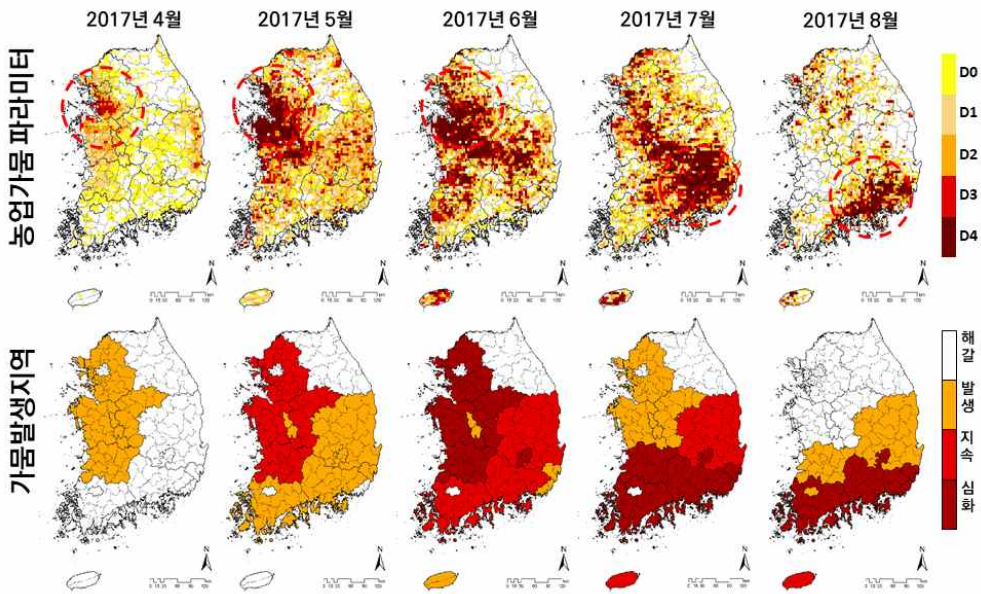 2017년 4월
2017년 5월
2017년 6월
2017년 7월
2017년 8월
농업가뭄 파라미터
D0
D1
D2
D3
D4
N
N
N
N
N
가뭄발생지역
해갈
발생
지속
심화
N
N
N
N
N